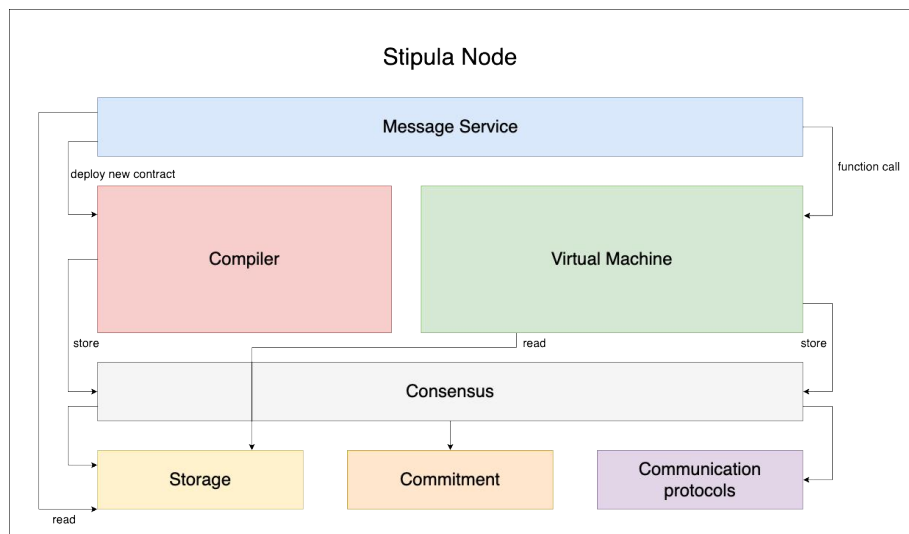 Stipula Node
Message Service
deploy new contract
function call
Compiler
Virtual Machine
store
read
store
Consensus
Storage
Commitment
Communication
protocols
read